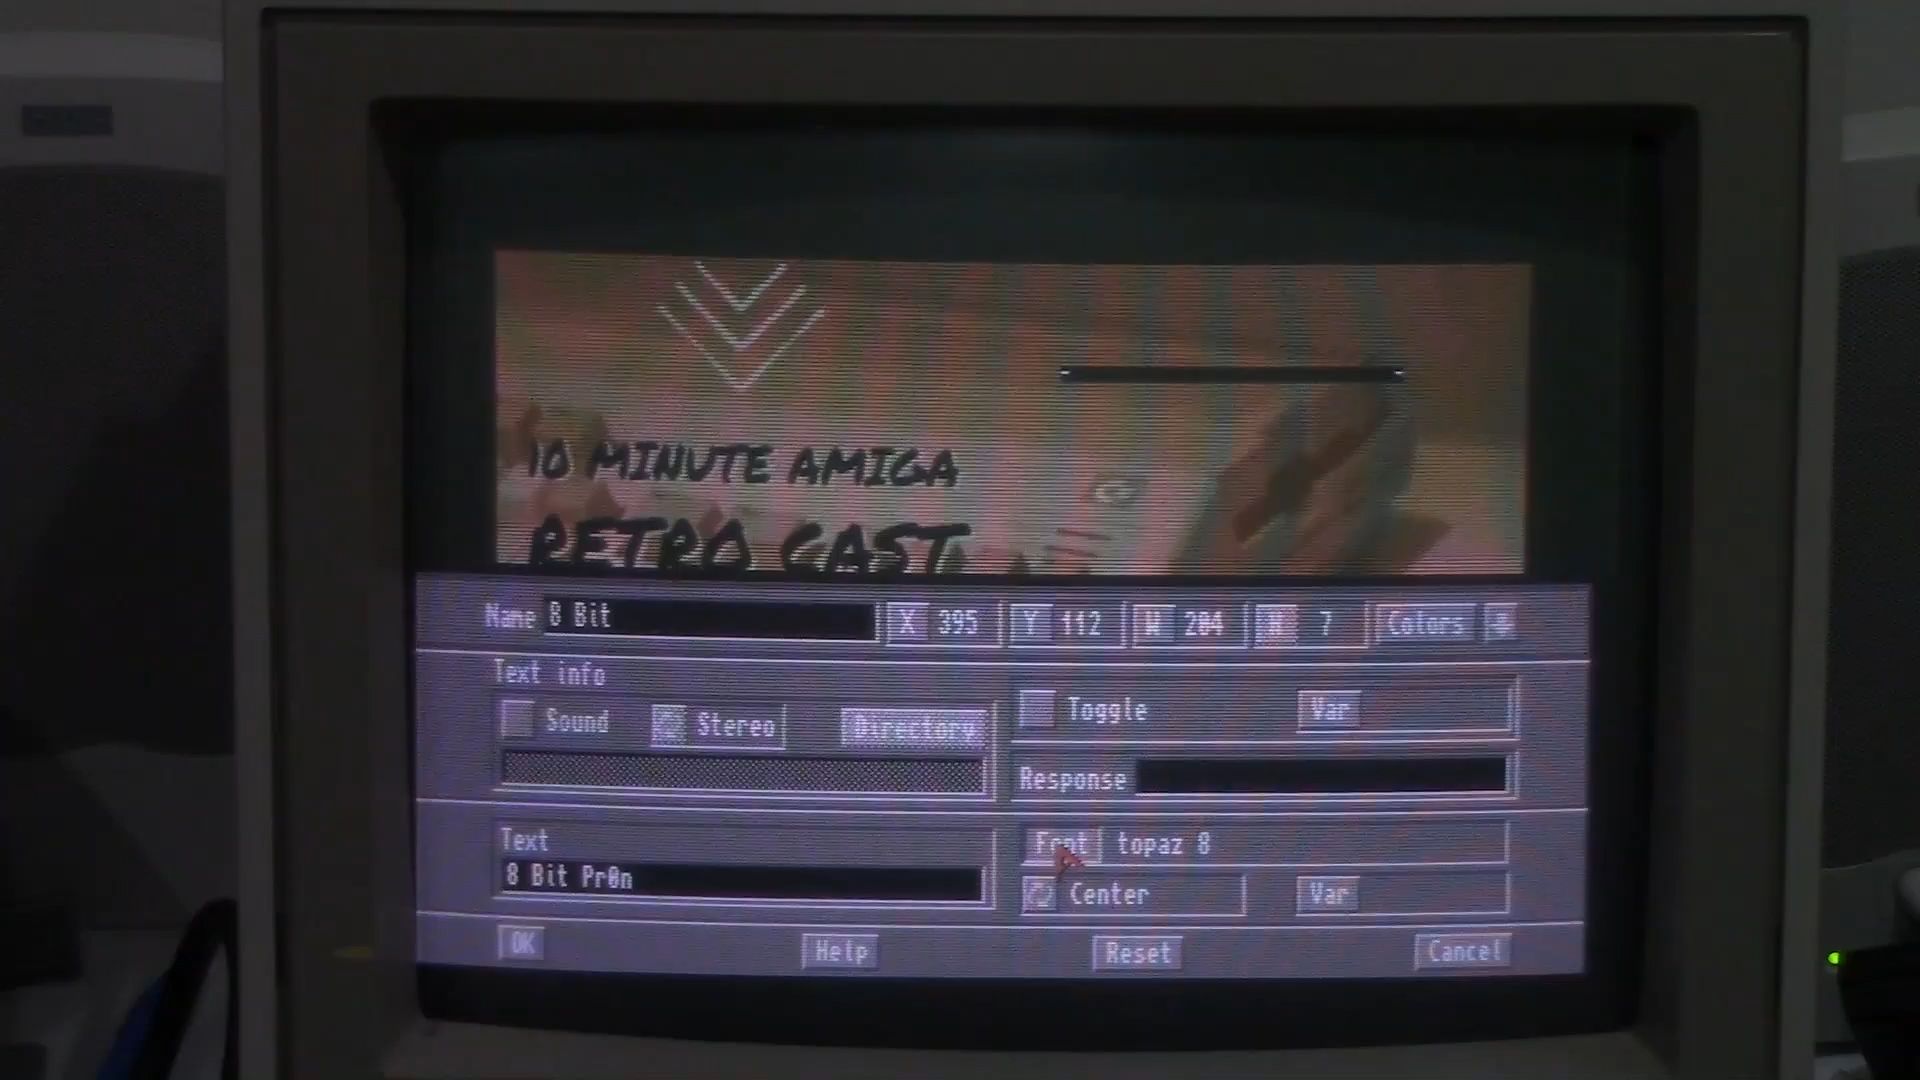 10 MINUTE AMIGA
RETRO CAST
Name 8 Bit X 395 Y 112 W 204 H 7 Colors
Text info
Sound Stereo Directory
Toggle Var
Response
Text
8 Bit Pr0n
Font topaz 8
Center Var
OK Help Reset Cancel